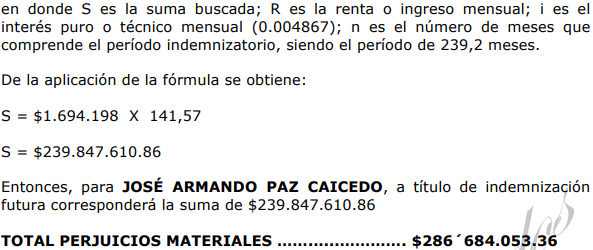 en donde S es la suma buscada; R es la renta o ingreso mensual; i es el
interés puro o técnico mensual (0.004867); n es el número de meses que
comprende el período indemnizatorio, siendo el período de 239,2 meses.
De la aplicación de la fórmula se obtiene:
S = $1.694.198 X 141,57
S = $239.847.610.86
Entonces, para JOSÉ ARMANDO PAZ CAICEDO, a título de indemnización
futura corresponderá la suma de $239.847.610.86
TOTAL PERJUICIOS MATERIALES ........................ $286´684.053,36